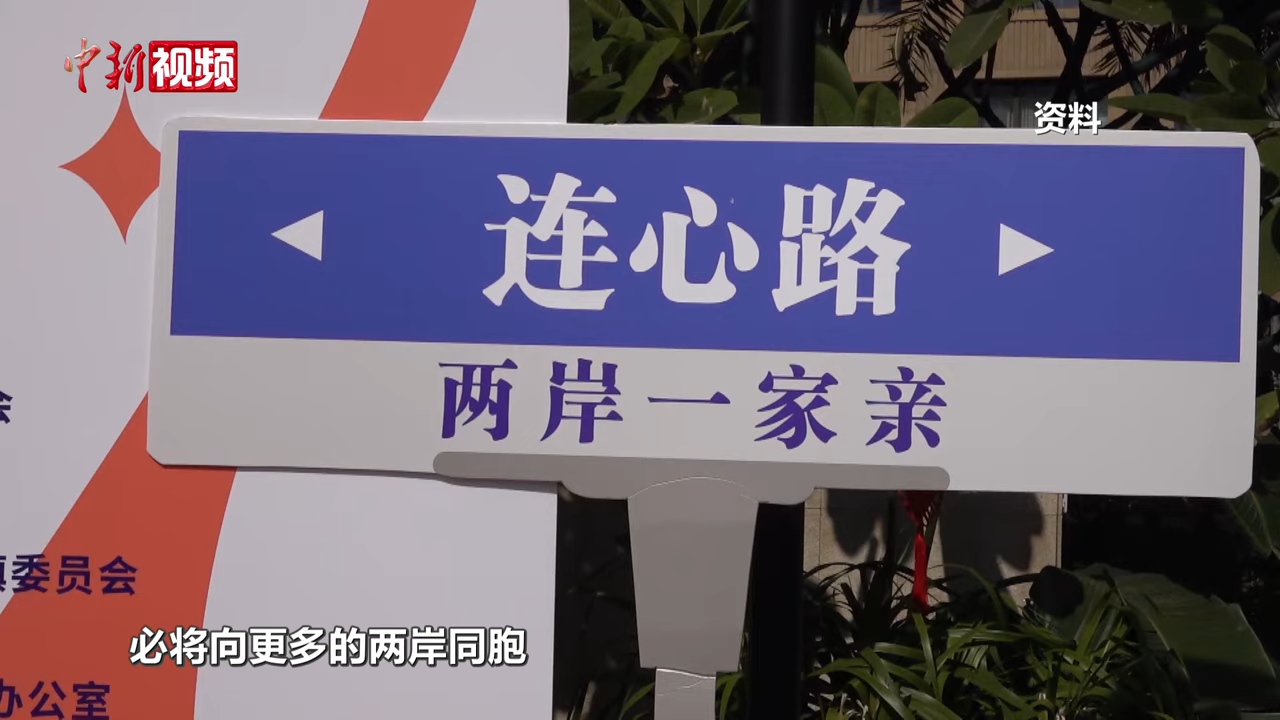 中新视频
资料
连心路
两岸一家亲
会
委员会
必将向更多的两岸同胞
办公室